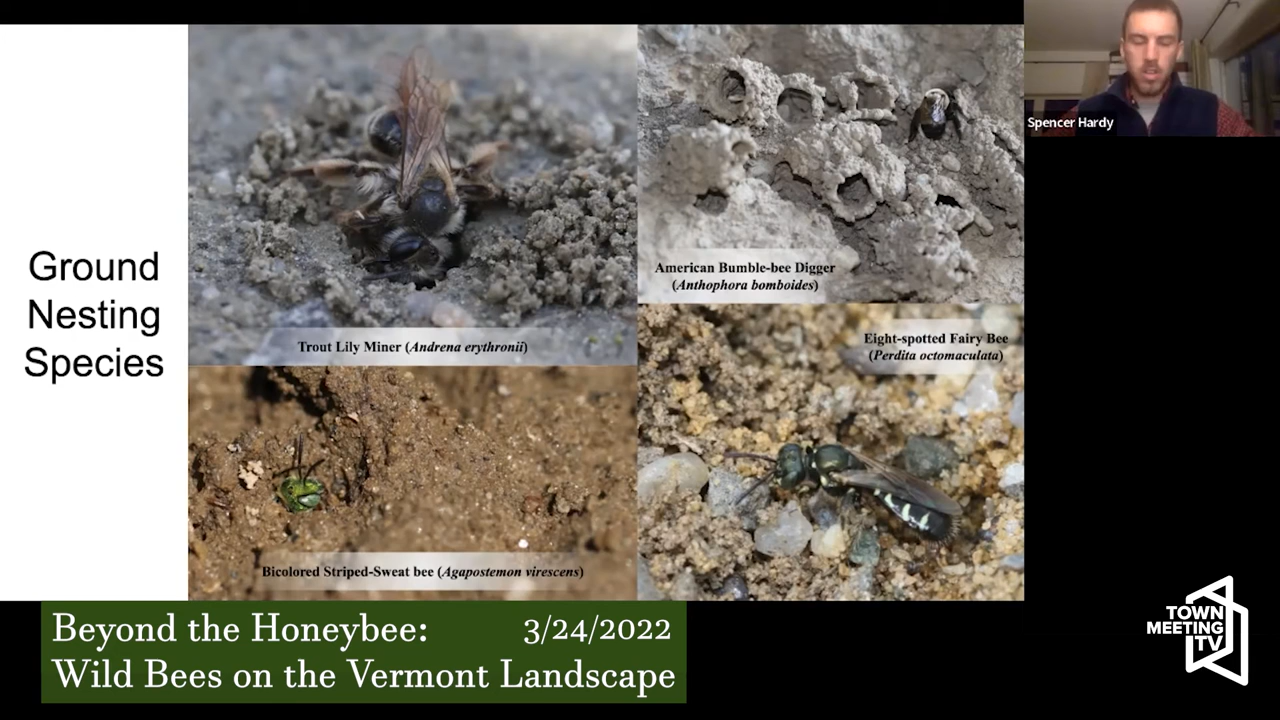 Ground
Nesting
Species
Trout Lily Miner (Andrena erythronii)
American Bumble-bee Digger
(Anthophora bomboides)
Bicolored Striped-Sweat bee (Agapostemon virescens)
Eight-spotted Fairy Bee
(Perdita octomaculata)
Spencer Hardy
Beyond the Honeybee: 3/24/2022
Wild Bees on the Vermont Landscape
TOWN
MEETING
TV